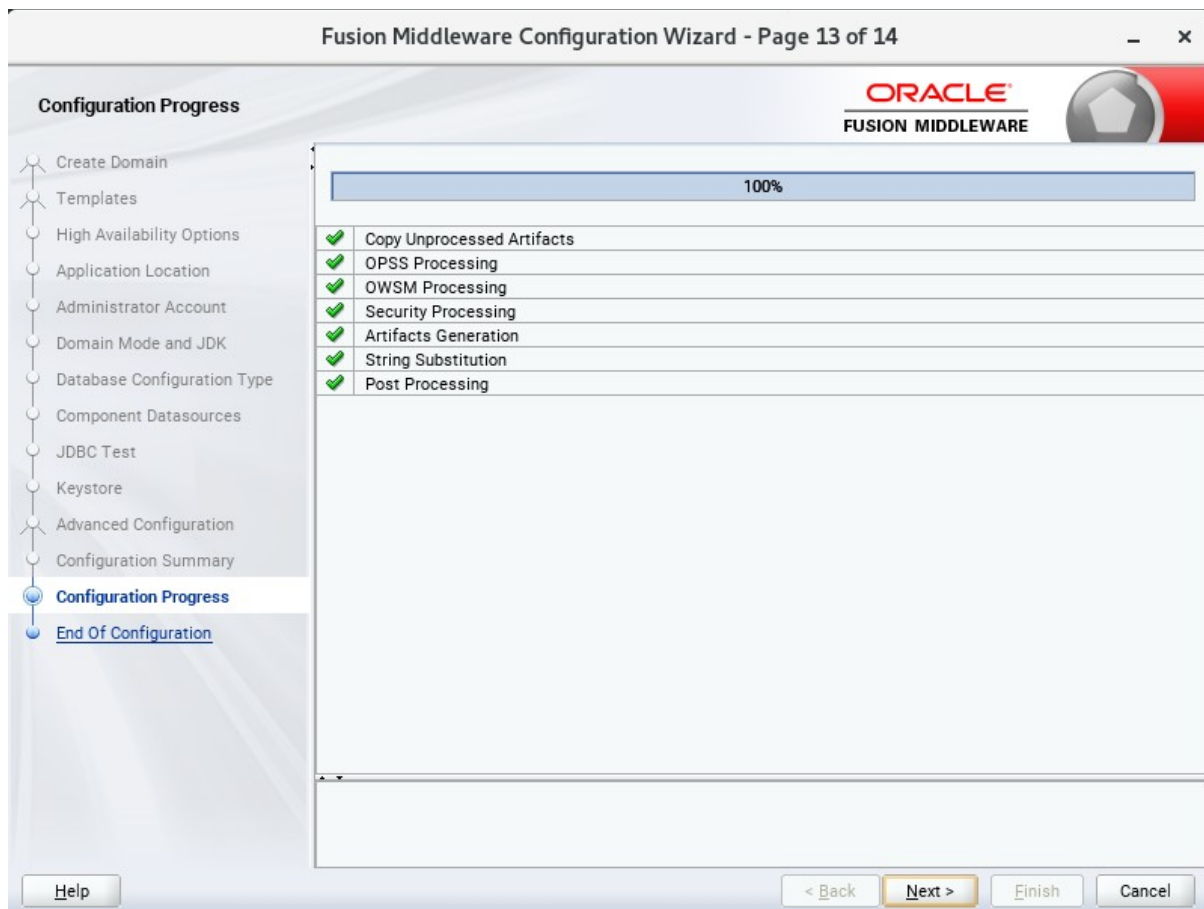 Fusion Middleware Configuration Wizard - Page 13 of 14
Configuration Progress
ORACLE
FUSION MIDDLEWARE
Create Domain
Templates
High Availability Options
Application Location
Administrator Account
Domain Mode and JDK
Database Configuration Type
Component Datasources
JDBC Test
Keystore
Advanced Configuration
Configuration Summary
Configuration Progress
End Of Configuration
100%
Copy Unprocessed Artifacts
OPSS Processing
OWSM Processing
Security Processing
Artifacts Generation
String Substitution
Post Processing
Help
< Back
Next >
Finish
Cancel